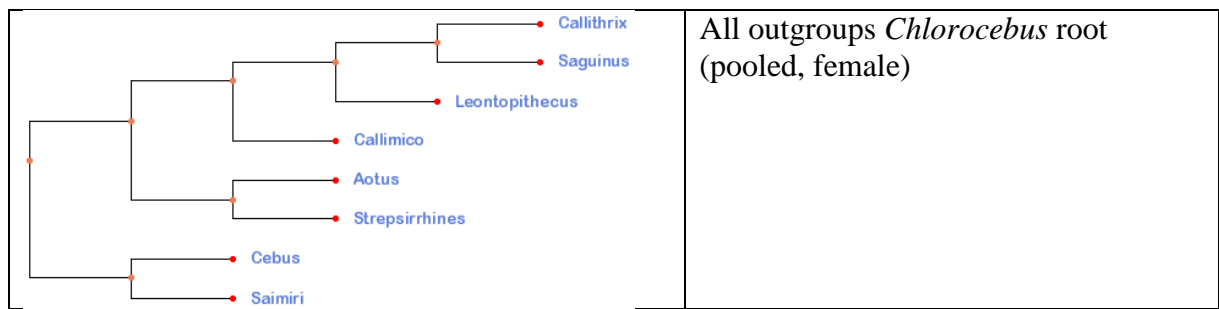 Callithrix
Saguinus
Leontopithecus
Callimico
Aotus
Strepsirrhines
Cebus
Saimiri
All outgroups Chlorocebus root
(pooled, female)